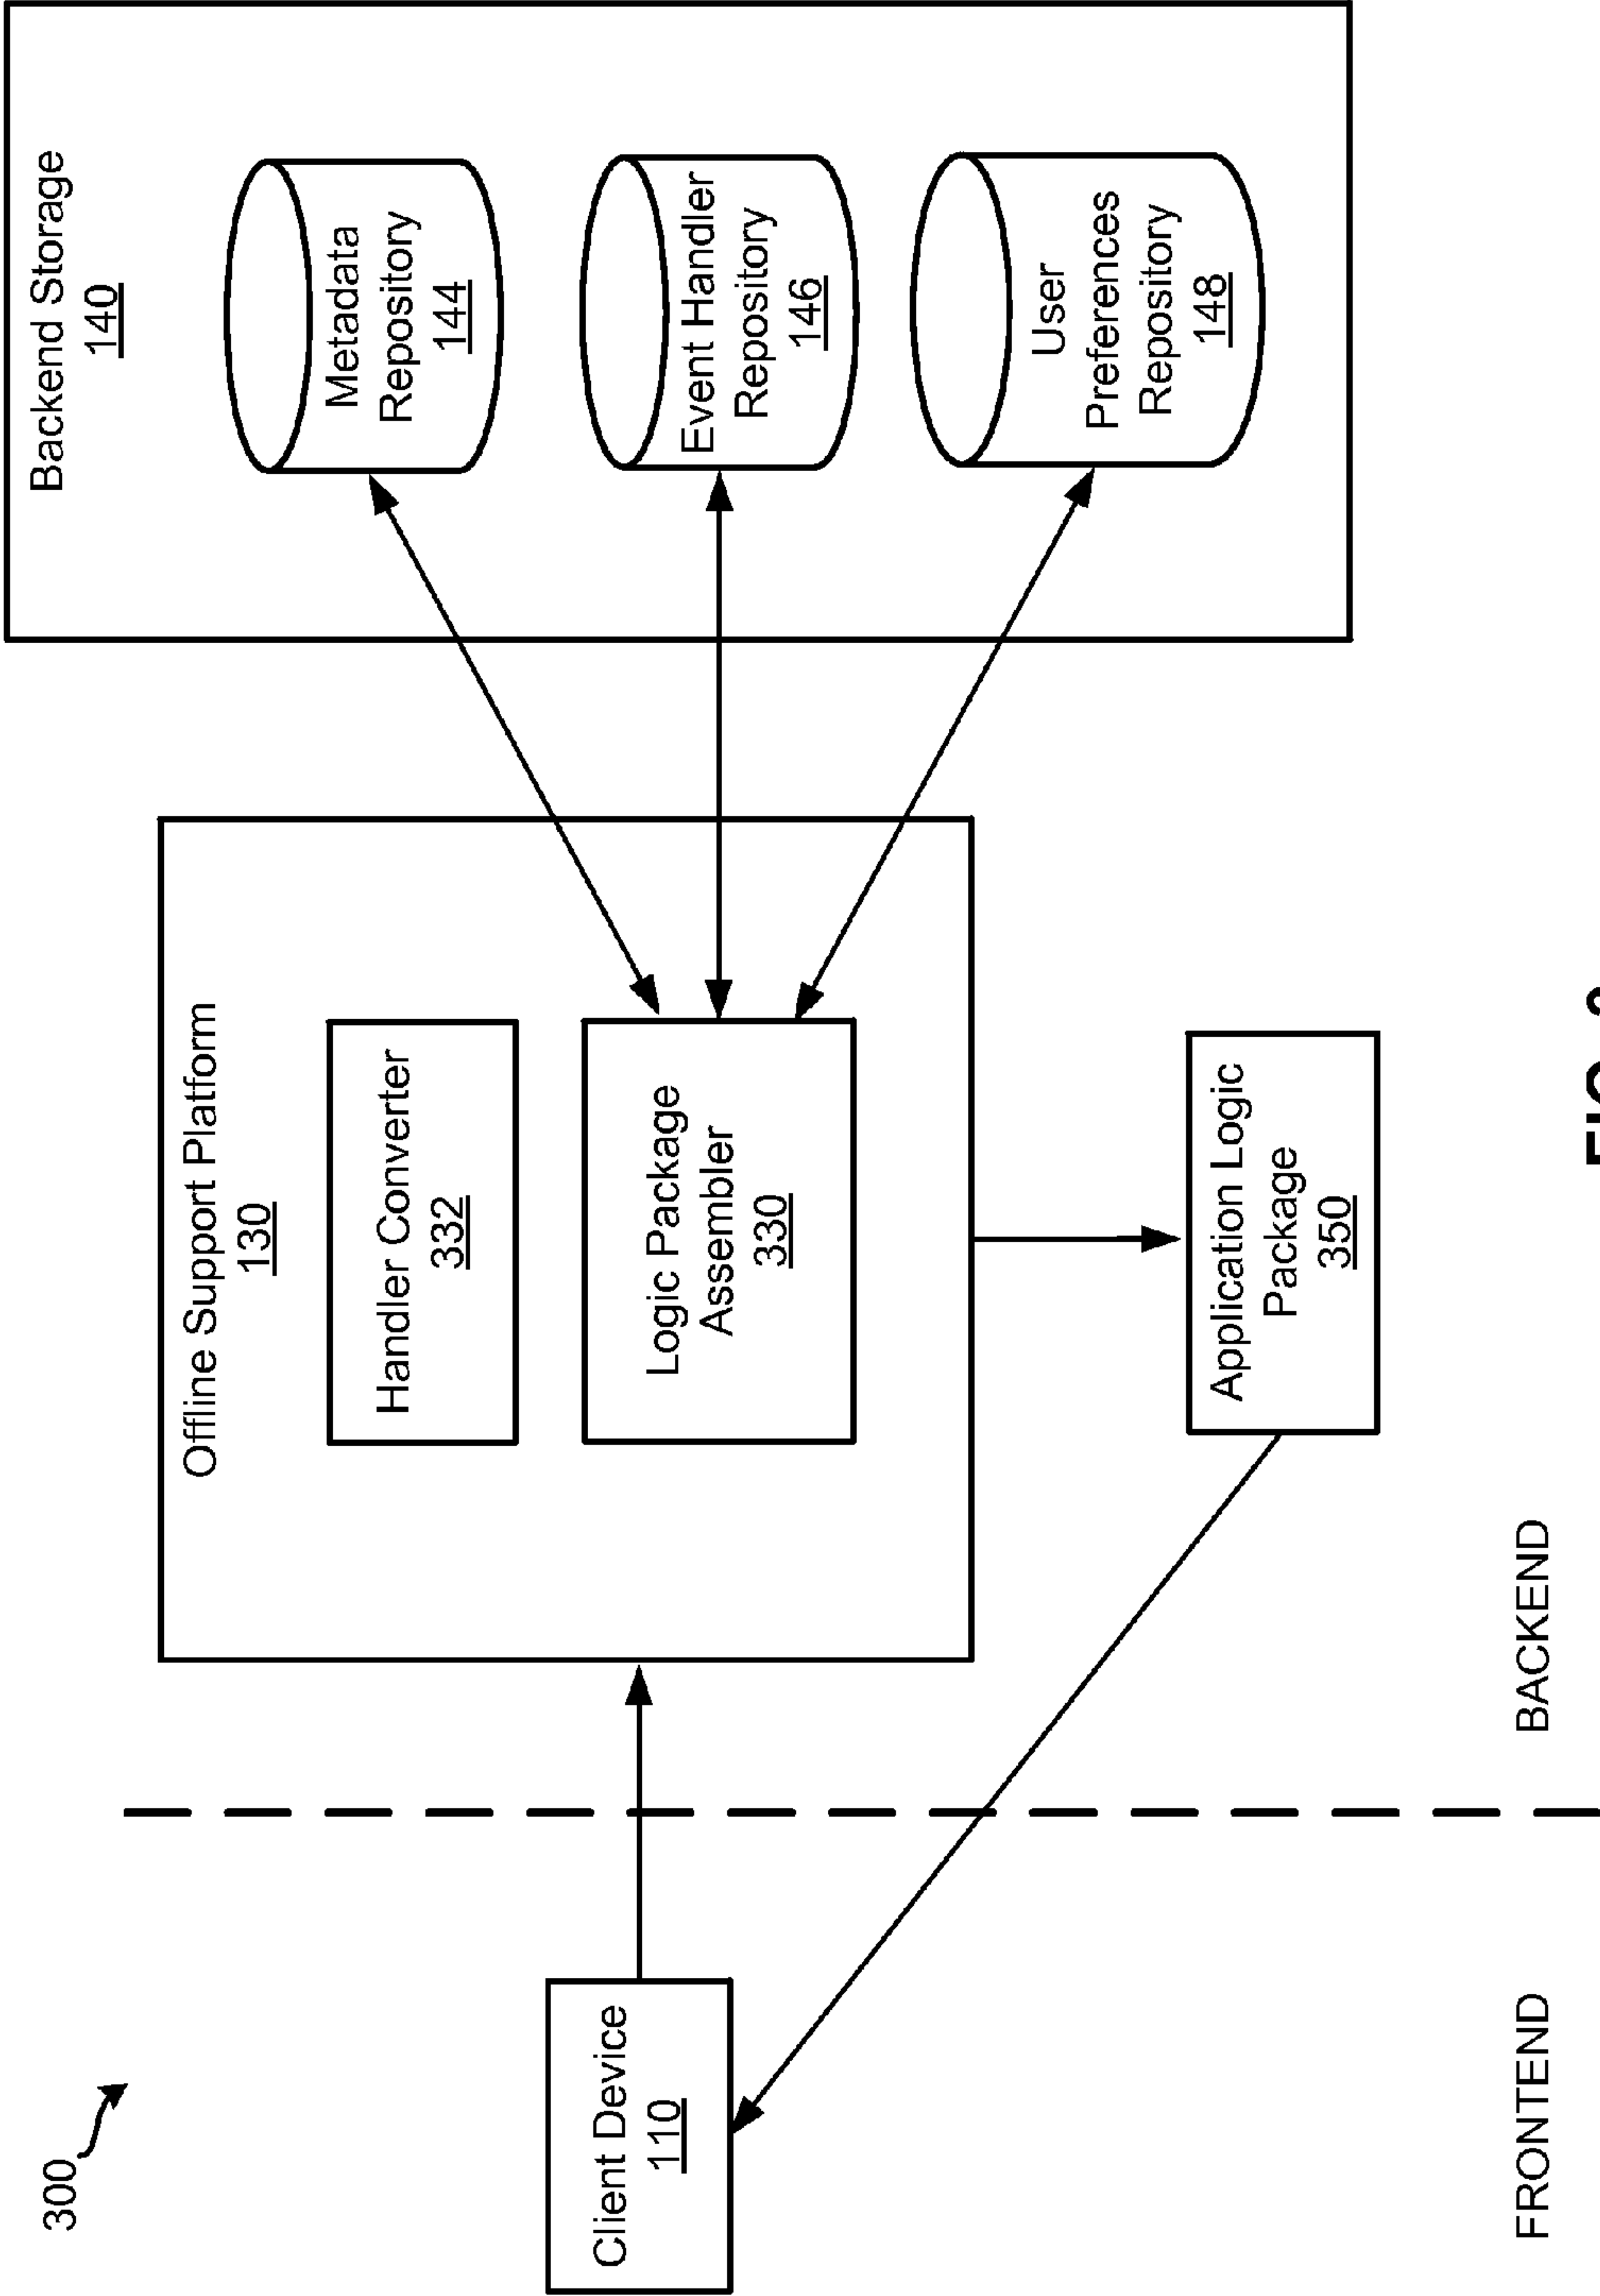 300
Client Device
110
Offline Support Platform
130
Handler Converter
332
Logic Package
Assembler
330
Application Logic
Package
350
Backend Storage
140
Metadata
Repository
144
Event Handler
Repository
146
User
Preferences
Repository
148
FRONTEND
BACKEND